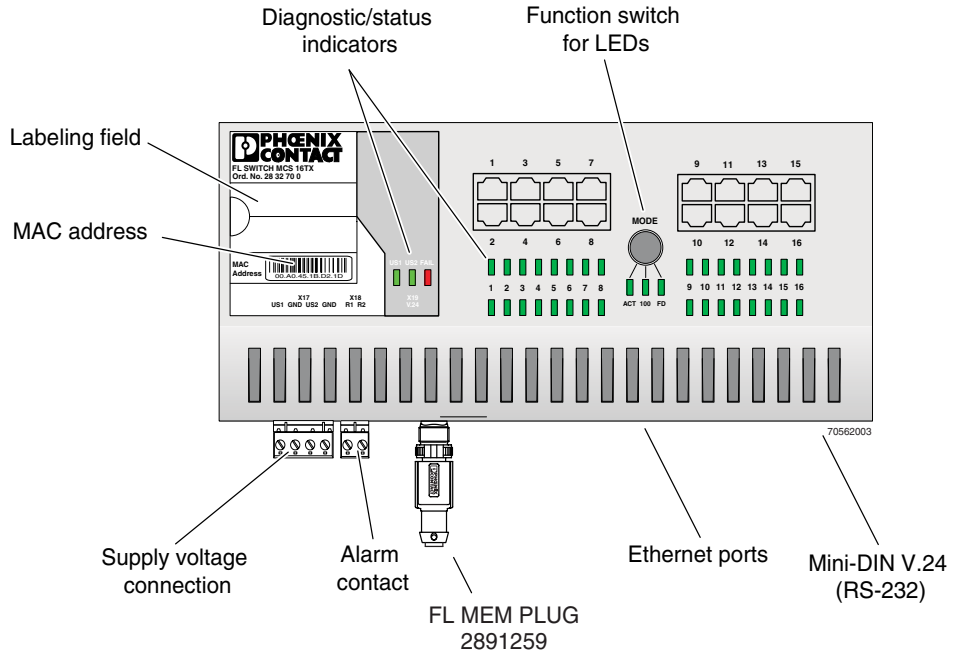 Diagnostic/status
indicators
Function switch
for LEDs
Labeling field
MAC address
PHŒNIX
CONTACT
FL SWITCH MCS 16TX
Ord. No. 28 32 70 0
MAC
Address
00.A0.45.1B.D2.1D
X17 X18
US1 GND US2 GND R1 R2
US1 US2 FAIL
X19
V.24
1 3 5 7
2 4 6 8
1 2 3 4 5 6 7 8
MODE
ACT 100 FD
9 11 13 15
10 12 14 16
9 10 11 12 13 14 15 16
70562003
Supply voltage
connection
Alarm
contact
FL MEM PLUG
2891259
Ethernet ports
Mini-DIN V.24
(RS-232)